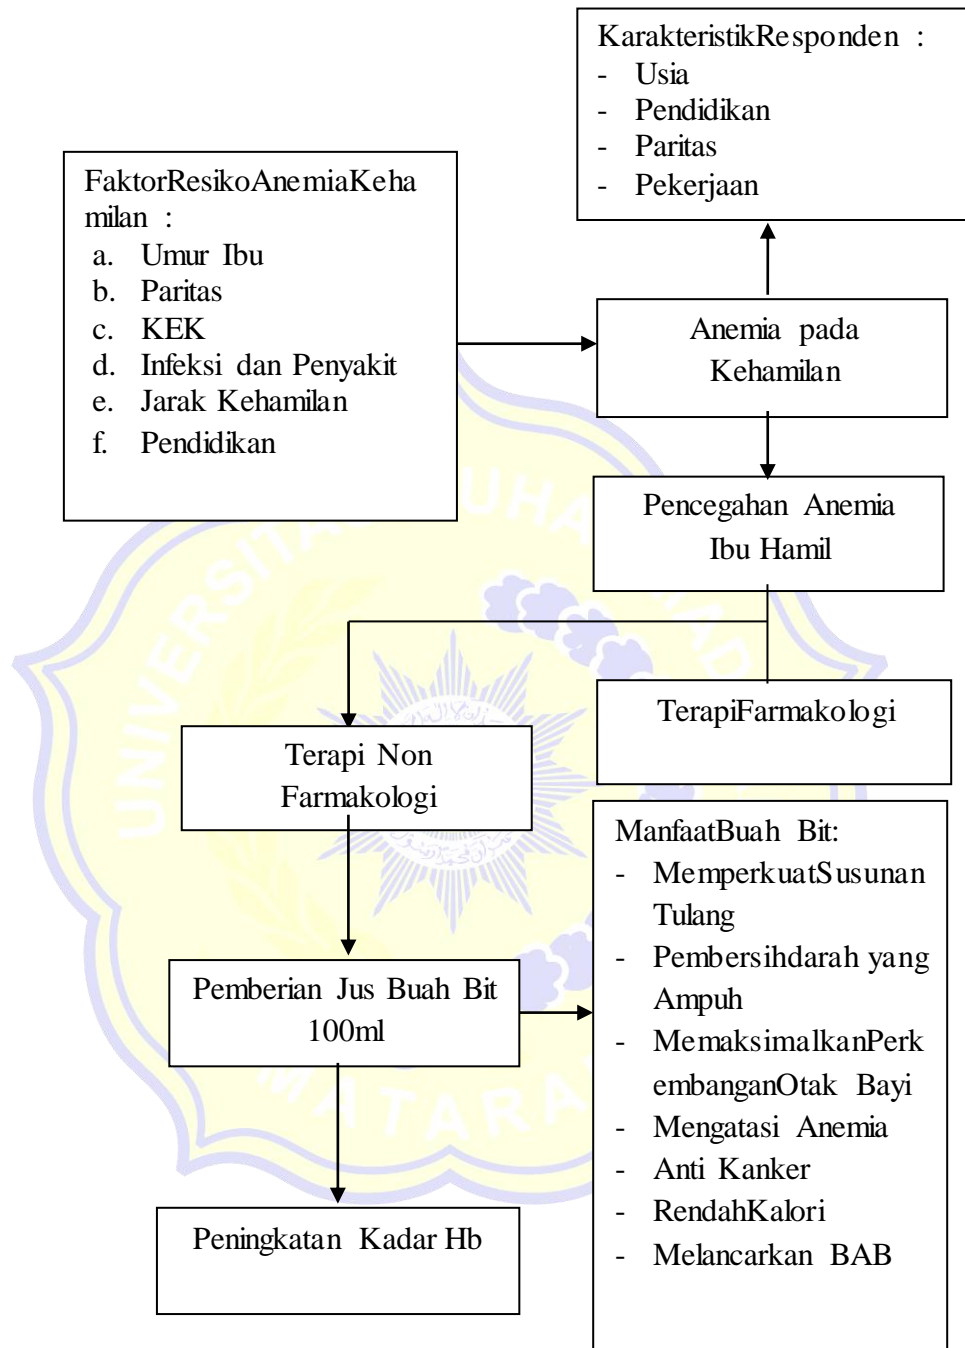 KarakteristikResponden :
- Usia
- Pendidikan
- Paritas
- Pekerjaan
FaktorResikoAnemiaKeha
milan :
a. Umur Ibu
b. Paritas
c. KEK
d. Infeksi dan Penyakit
e. Jarak Kehamilan
f. Pendidikan
Anemia pada
Kehamilan
Pencegahan Anemia
Ibu Hamil
TerapiFarmakologi
Terapi Non
Farmakologi
ManfaatBuah Bit:
- MemperkuatSusunan
Tulang
- Pembersihdarah yang
Ampuh
- MemaksimalkanPerk
embanganOtak Bayi
- Mengatasi Anemia
- Anti Kanker
- RendahKalori
- Melancarkan BAB
Pemberian Jus Buah Bit
100ml
Peningkatan Kadar Hb
UNIVERSITAS
MATARA